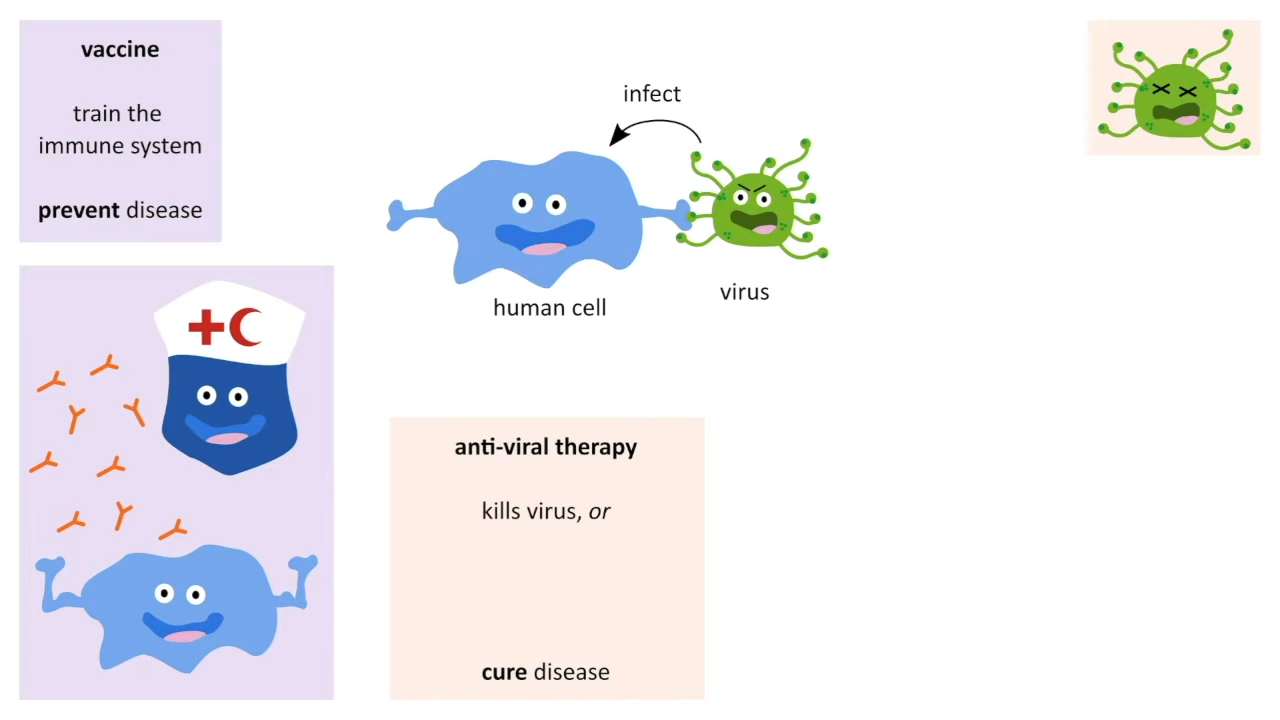 vaccine
train the
immune system
prevent disease
infect
human cell
virus
anti-viral therapy
kills virus, or
cure disease